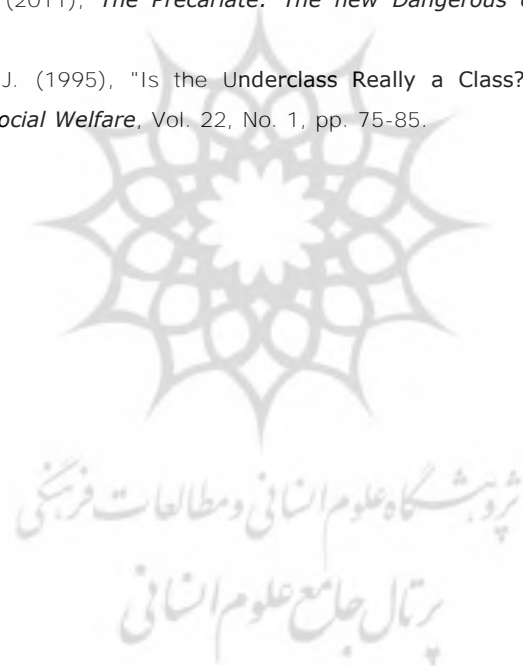 (2011), The Precariate: The new Dangerous
J. (1995), "Is the Underclass Really a Class?
ocial Welfare, Vol. 22, No. 1, pp. 75-85.
پژوهشگاه علوم انسانی و مطالعات فرهنگی
پرتال جامع علوم انسانی